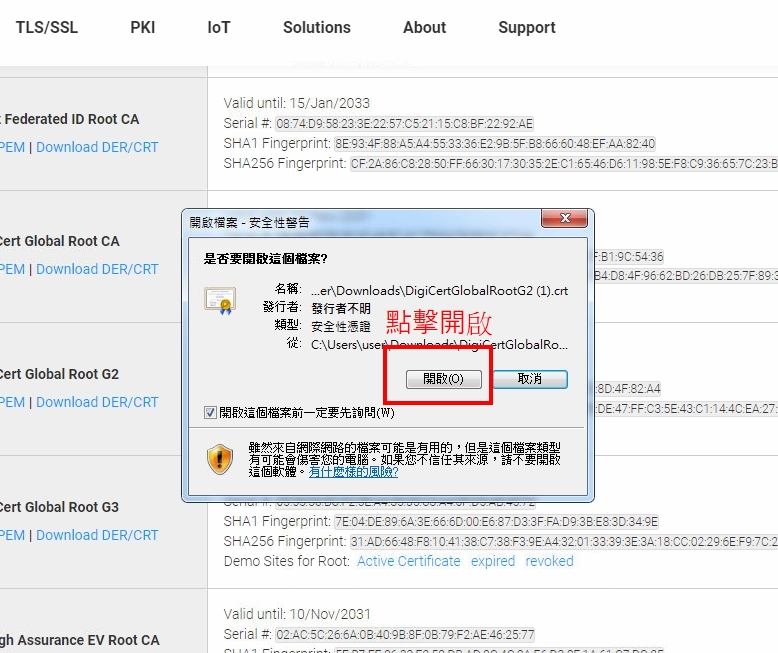 TLS/SSL PKI IoT Solutions About Support
Valid until: 15/Jan/2033
Federated ID Root CA
Serial #: 08:74:D9:58:23:3E:22:57:C5:21:15:C8:BF:22:92:AE
SHA1 Fingerprint: 8E:93:4F:88:A5:A4:55:33:36:E2:9B:5F:B8:66:60:48:EF:AA:82:40
PEM | Download DER/CRT
SHA256 Fingerprint: CF:2A:86:C8:28:50:FF:66:30:17:30:35:2E:C1:65:46:D6:11:98:5E:F8:C9:36:65:7C:23:B
Cert Global Root CA
F:B1:9C:54:36
PEM | Download DER/CRT
B4:D8:4F:96:62:BD:26:DB:25:7F:89:3
開啟檔案 - 安全性警告
是否要開啟這個檔案?
名稱: ...er\Downloads\DigiCertGlobalRootG2 (1).crt
發行者: 發行者不明
類型: 安全性憑證
從: C:\Users\user\Downloads\DigiCertGlobalRo...
點擊開啟
開啟(O) 取消
開啟這個檔案前一定要先詢問(W)
雖然來自網際網路的檔案可能是有用的，但是這個檔案類型
有可能會傷害您的電腦。如果您不信任其來源，請不要開啟
這個軟體。有什麼樣的風險?
Cert Global Root G2
8D:4F:82:A4
PEM | Download DER/CRT
DE:47:FF:C3:5E:43:C1:14:4C:EA:27:
Cert Global Root G3
SHA1 Fingerprint: 7E:04:DE:89:6A:3E:66:6D:00:E6:87:D3:3F:FA:D9:3B:E8:3D:34:9E
PEM | Download DER/CRT
SHA256 Fingerprint: 31:AD:66:48:F8:10:41:38:C7:38:F3:9E:A4:32:01:33:39:3E:3A:18:CC:02:29:6E:F9:7C:2
Demo Sites for Root: Active Certificate expired revoked
Valid until: 10/Nov/2031
gh Assurance EV Root CA
Serial #: 02:AC:5C:26:6A:0B:40:9B:8F:0B:79:F2:AE:46:25:77